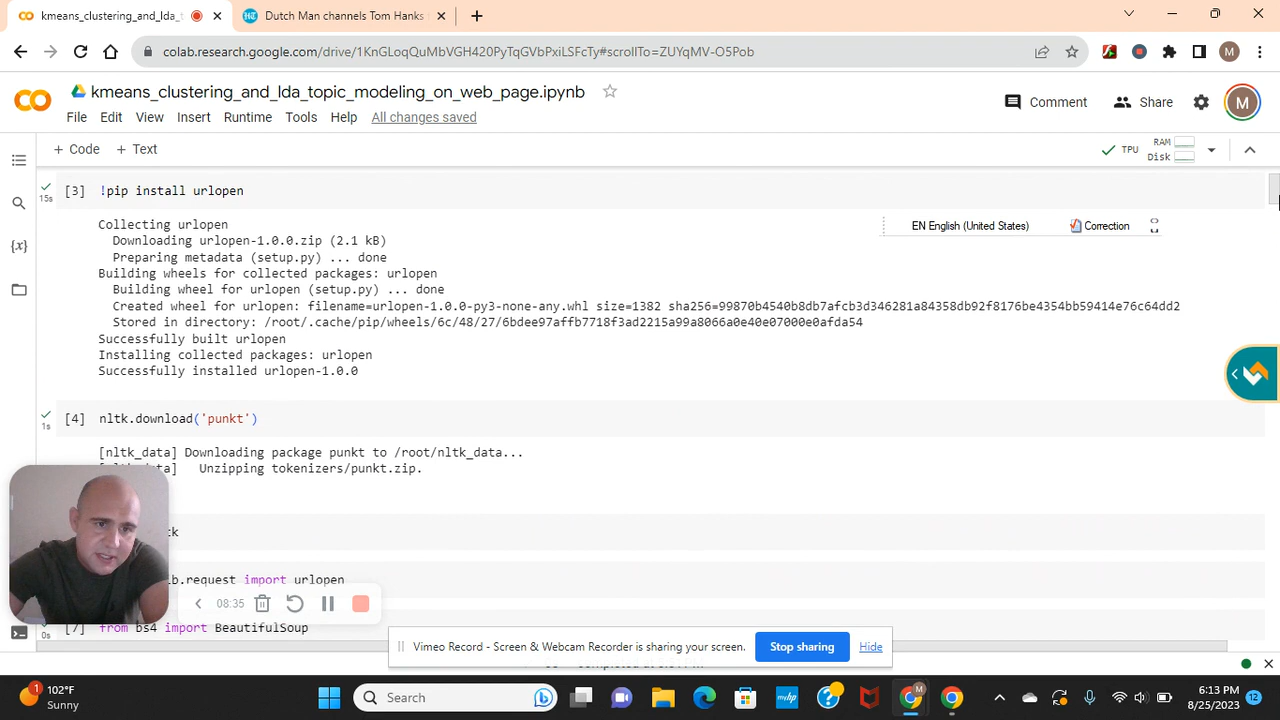 kmeans_clustering_and_lda_t
Dutch Man channels Tom Hanks
colab.research.google.com/drive/1KnGLoqQuMbVGH420PyTqGVbPxiLSFcTy#scrollTo=ZUYqMV-O5Pob
M
kmeans_clustering_and_lda_topic_modeling_on_web_page.ipynb
Comment
Share
M
File Edit View Insert Runtime Tools Help All changes saved
+ Code + Text
TPU
RAM
Disk
15s
[3] !pip install urlopen
Collecting urlopen
Downloading urlopen-1.0.0.zip (2.1 kB)
Preparing metadata (setup.py) ... done
Building wheels for collected packages: urlopen
Building wheel for urlopen (setup.py) ... done
Created wheel for urlopen: filename=urlopen-1.0.0-py3-none-any.whl size=1382 sha256=99870b4540b8db7afcb3d346281a84358db92f8176be4354bb59414e76c64dd2
Stored in directory: /root/.cache/pip/wheels/6c/48/27/6bdee97affb7718f3ad2215a99a8066a0e40e07000e0afda54
Successfully built urlopen
Installing collected packages: urlopen
Successfully installed urlopen-1.0.0
EN English (United States) Correction
1s
[4] nltk.download('punkt')
[nltk_data] Downloading package punkt to /root/nltk_data...
Unzipping tokenizers/punkt.zip.
ck
ib.request import urlopen
08:35
0s
[7] from bs4 import BeautifulSoup
Vimeo Record - Screen & Webcam Recorder is sharing your screen.
Stop sharing
Hide
1
102°F
Sunny
Search
6:13 PM
8/25/2023
12